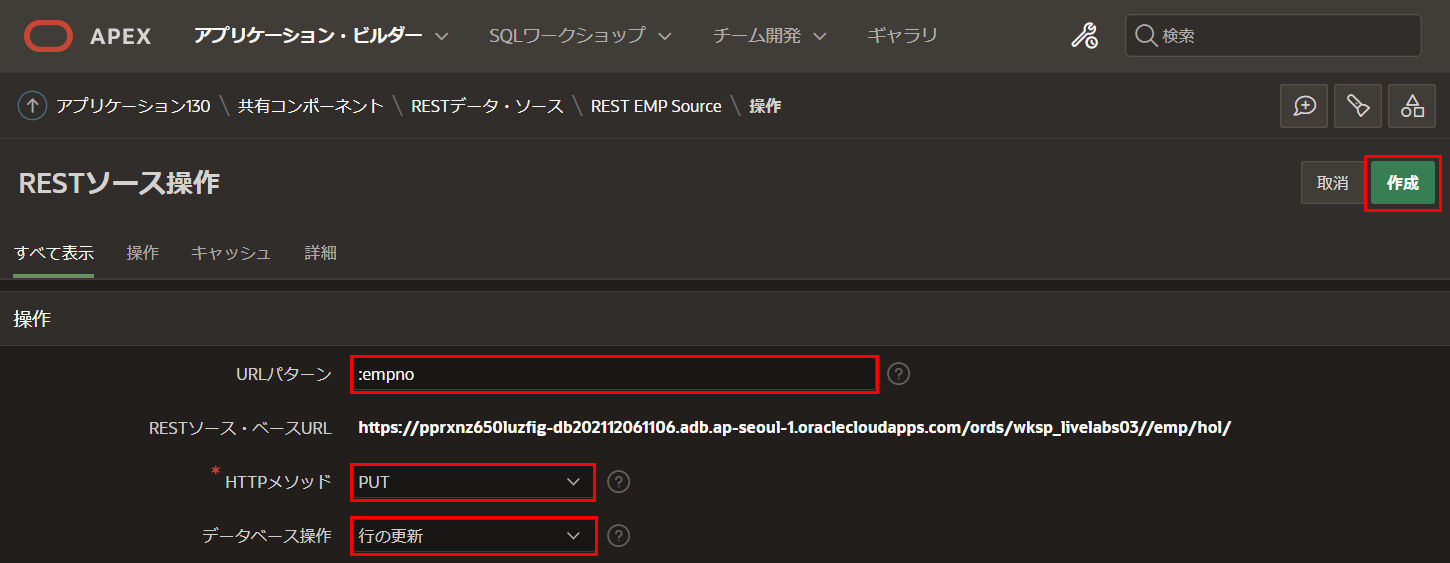 APEX アプリケーション・ビルダー SQLワークショップ チーム開発 ギャラリ 検索
アプリケーション130 \ 共有コンポーネント \ RESTデータ・ソース \ REST EMP Source \ 操作
RESTソース操作 取消 作成
すべて表示 操作 キャッシュ 詳細
操作
URLパターン :empno ?
RESTソース・ベースURL https://pprxnz650luzfig-db202112061106.adb.ap-seoul-1.oraclecloudapps.com/ords/wksp_livelabs03//emp/hol/
* HTTPメソッド PUT ?
データベース操作 行の更新 ?